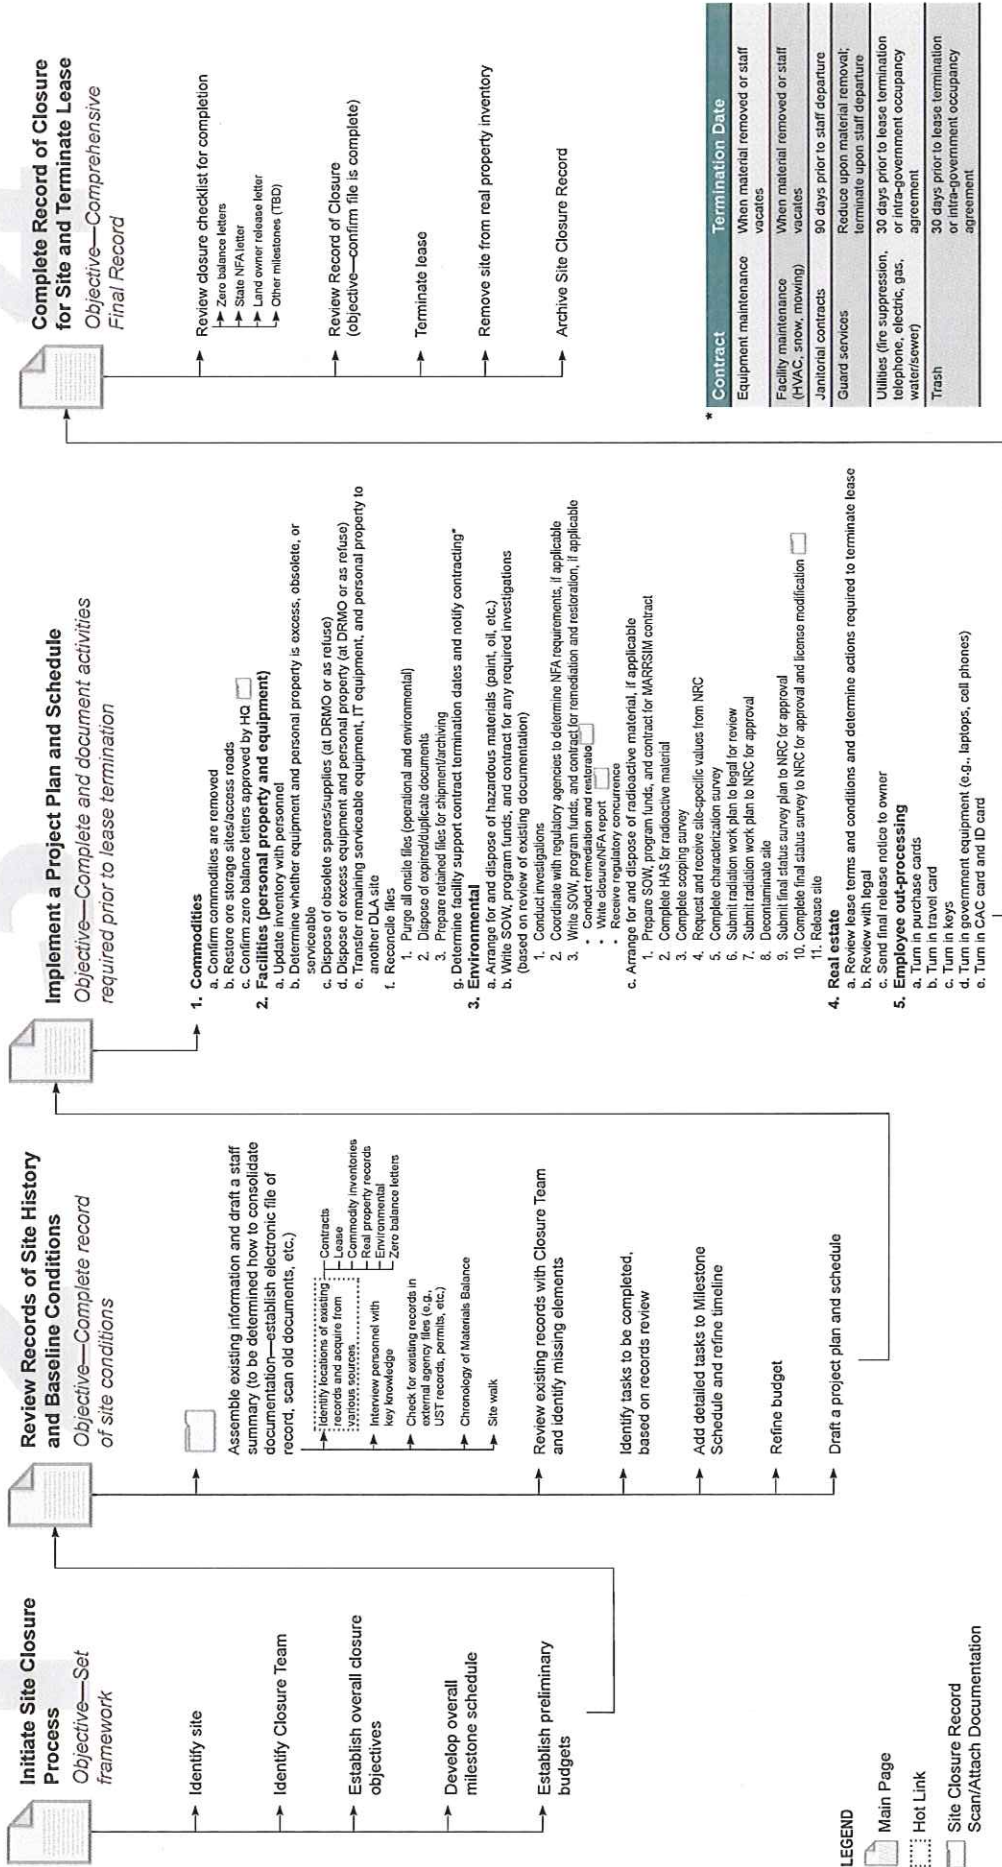 Initiate Site Closure
Process
Objective—Set
framework
Identify site
Identify Closure Team
Establish overall closure
objectives
Develop overall
milestone schedule
Establish preliminary
budgets
LEGEND
Main Page
Hot Link
Site Closure Record
Scan/Attach Documentation
Review Records of Site History
and Baseline Conditions
Objective—Complete record
of site conditions
Assemble existing information and draft a staff
summary (to be determined how to consolidate
documentation—establish electronic file of
record, scan old documents, etc.)
Identify locations of existing
records and acquire from
various sources
Contracts
Lease
Commodity inventories
Real property records
Environmental
Zero balance letters
Interview personnel with
key knowledge
Check for existing records in
external agency files (e.g.,
UST records, permits, etc.)
Chronology of Materials Balance
Site walk
Review existing records with Closure Team
and identify missing elements
Identify tasks to be completed,
based on records review
Add detailed tasks to Milestone
Schedule and refine timeline
Refine budget
Draft a project plan and schedule
Implement a Project Plan and Schedule
Objective—Complete and document activities
required prior to lease termination
1. Commodities
a. Confirm commodities are removed
b. Restore ore storage sites/access roads
c. Confirm zero balance letters approved by HQ
2. Facilities (personal property and equipment)
a. Update inventory with personnel
b. Determine whether equipment and personal property is excess, obsolete, or
serviceable
c. Dispose of obsolete spares/supplies (at DRMO or as refuse)
d. Dispose of excess equipment and personal property (at DRMO or as refuse)
e. Transfer remaining serviceable equipment, IT equipment, and personal property to
another DLA site
f. Reconcile files
1. Purge all onsite files (operational and environmental)
2. Dispose of expired/duplicate documents
3. Prepare retained files for shipment/archiving
g. Determine facility support contract termination dates and notify contracting*
3. Environmental
a. Arrange for and dispose of hazardous materials (paint, oil, etc.)
b. Write SOW, program funds, and contract for any required investigations
(based on review of existing documentation)
1. Conduct investigations
2. Coordinate with regulatory agencies to determine NFA requirements, if applicable
3. Write SOW, program funds, and contract for remediation and restoration, if applicable
• Conduct remediation and restoratio
• Write closure/NFA report
• Receive regulatory concurrence
c. Arrange for and dispose of radioactive material, if applicable
1. Prepare SOW, program funds, and contract for MARRSIM contract
2. Complete HAS for radioactive material
3. Complete scoping survey
4. Request and receive site-specific values from NRC
5. Complete characterization survey
6. Submit radiation work plan to legal for review
7. Submit radiation work plan to NRC for approval
8. Decontaminate site
9. Submit final status survey plan to NRC for approval
10. Complete final status survey to NRC for approval and license modification
11. Release site
4. Real estate
a. Review lease terms and conditions and determine actions required to terminate lease
b. Review with legal
c. Send final release notice to owner
5. Employee out-processing
a. Turn in purchase cards
b. Turn in travel card
c. Turn in keys
d. Turn in government equipment (e.g., laptops, cell phones)
e. Turn in CAC card and ID card
Complete Record of Closure
for Site and Terminate Lease
Objective—Comprehensive
Final Record
Review closure checklist for completion
Zero balance letters
State NFA letter
Land owner release letter
Other milestones (TBD)
Review Record of Closure
(objective—confirm file is complete)
Terminate lease
Remove site from real property inventory
Archive Site Closure Record
*
Contract Termination Date
Equipment maintenance When material removed or staff
vacates
Facility maintenance When material removed or staff
(HVAC, snow, mowing) vacates
Janitorial contracts 90 days prior to staff departure
Guard services Reduce upon material removal;
terminate upon staff departure
Utilities (fire suppression, 30 days prior to lease termination
telephone, electric, gas, or intra-government occupancy
water/sewer) agreement
Trash 30 days prior to lease termination
or intra-government occupancy
agreement